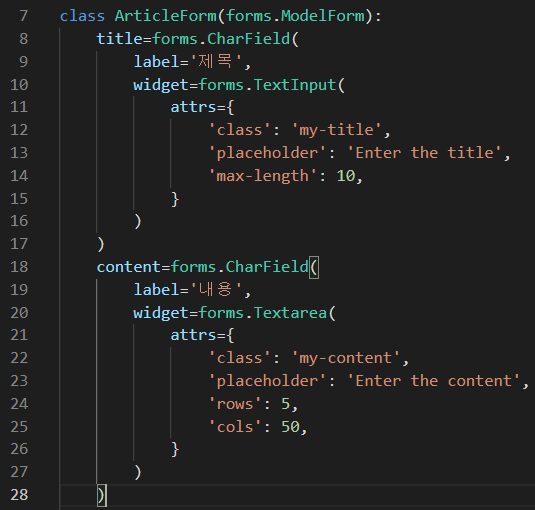 7 class ArticleForm(forms.ModelForm):
8     title=forms.CharField(
9         label='제목',
10         widget=forms.TextInput(
11             attrs={
12                 'class': 'my-title',
13                 'placeholder': 'Enter the title',
14                 'max-length': 10,
15             }
16         )
17     )
18     content=forms.CharField(
19         label='내용',
20         widget=forms.Textarea(
21             attrs={
22                 'class': 'my-content',
23                 'placeholder': 'Enter the content',
24                 'rows': 5,
25                 'cols': 50,
26             }
27         )
28     )